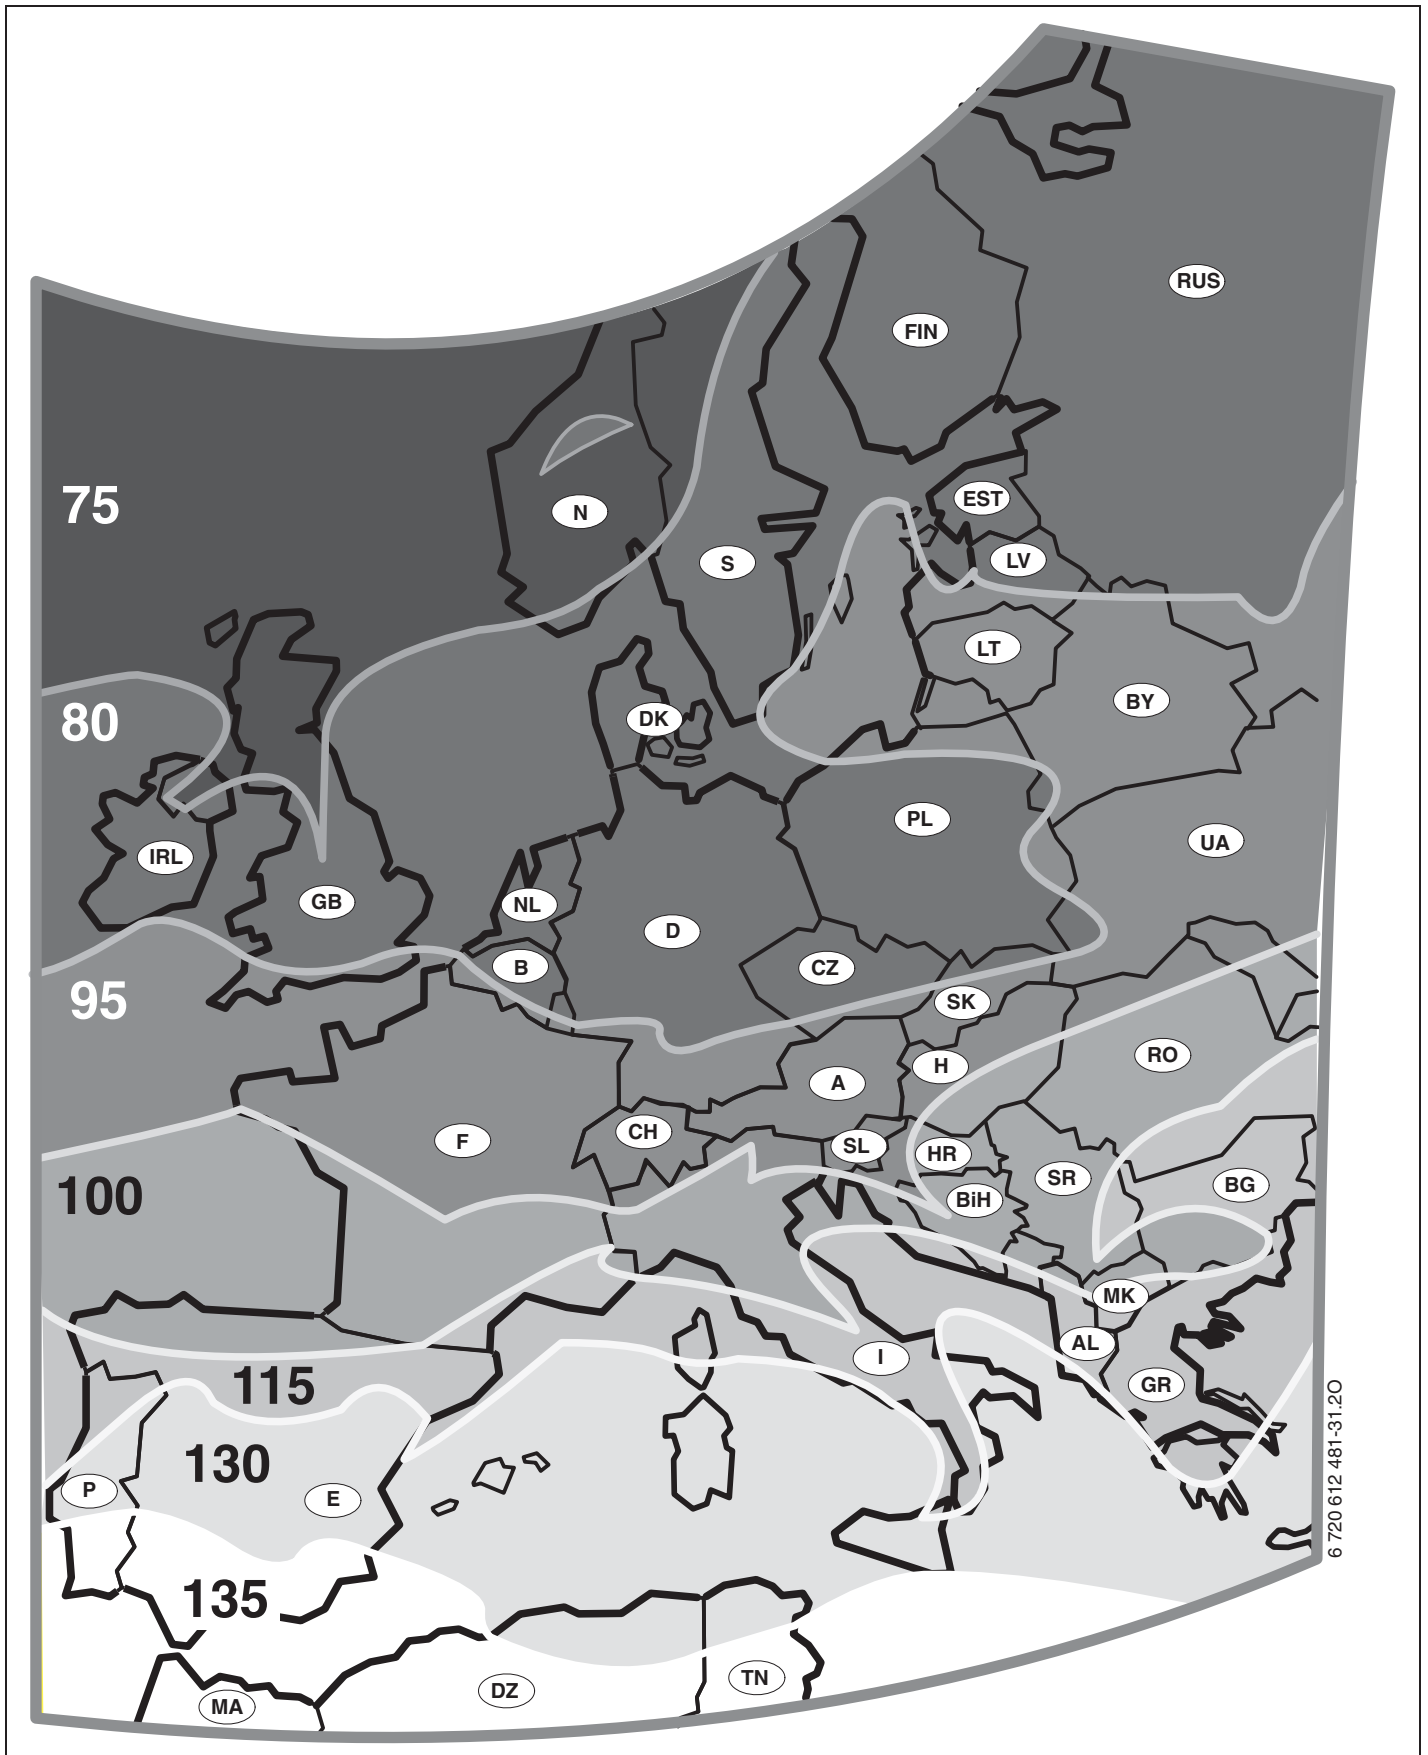 RUS
FIN
75
EST
N
LV
S
LT
BY
80
DK
PL
UA
IRL
GB
NL
D
B
CZ
95
SK
RO
H
A
CH
F
SL
HR
SR
BG
100
BiH
MK
AL
I
GR
115
130
P
E
135
TN
DZ
MA
6 720 612 481-31.2O